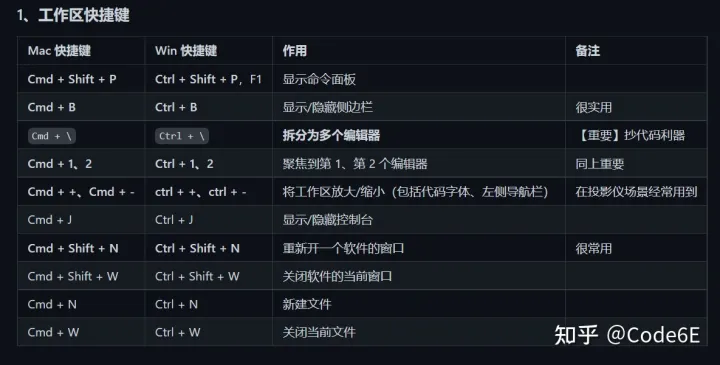 1、工作区快捷键
Mac 快捷键 Win 快捷键 作用 备注
Cmd + Shift + P Ctrl + Shift + P，F1 显示命令面板
Cmd + B Ctrl + B 显示/隐藏侧边栏 很实用
Cmd + \ Ctrl + \ 拆分为多个编辑器 【重要】抄代码利器
Cmd + 1、2 Ctrl + 1、2 聚焦到第 1、第 2 个编辑器 同上重要
Cmd + +、Cmd + - ctrl + +、ctrl + - 将工作区放大/缩小（包括代码字体、左侧导航栏） 在投影仪场景经常用到
Cmd + J Ctrl + J 显示/隐藏控制台
Cmd + Shift + N Ctrl + Shift + N 重新开一个软件的窗口 很常用
Cmd + Shift + W Ctrl + Shift + W 关闭软件的当前窗口
Cmd + N Ctrl + N 新建文件
Cmd + W Ctrl + W 关闭当前文件
知乎 @Code6E